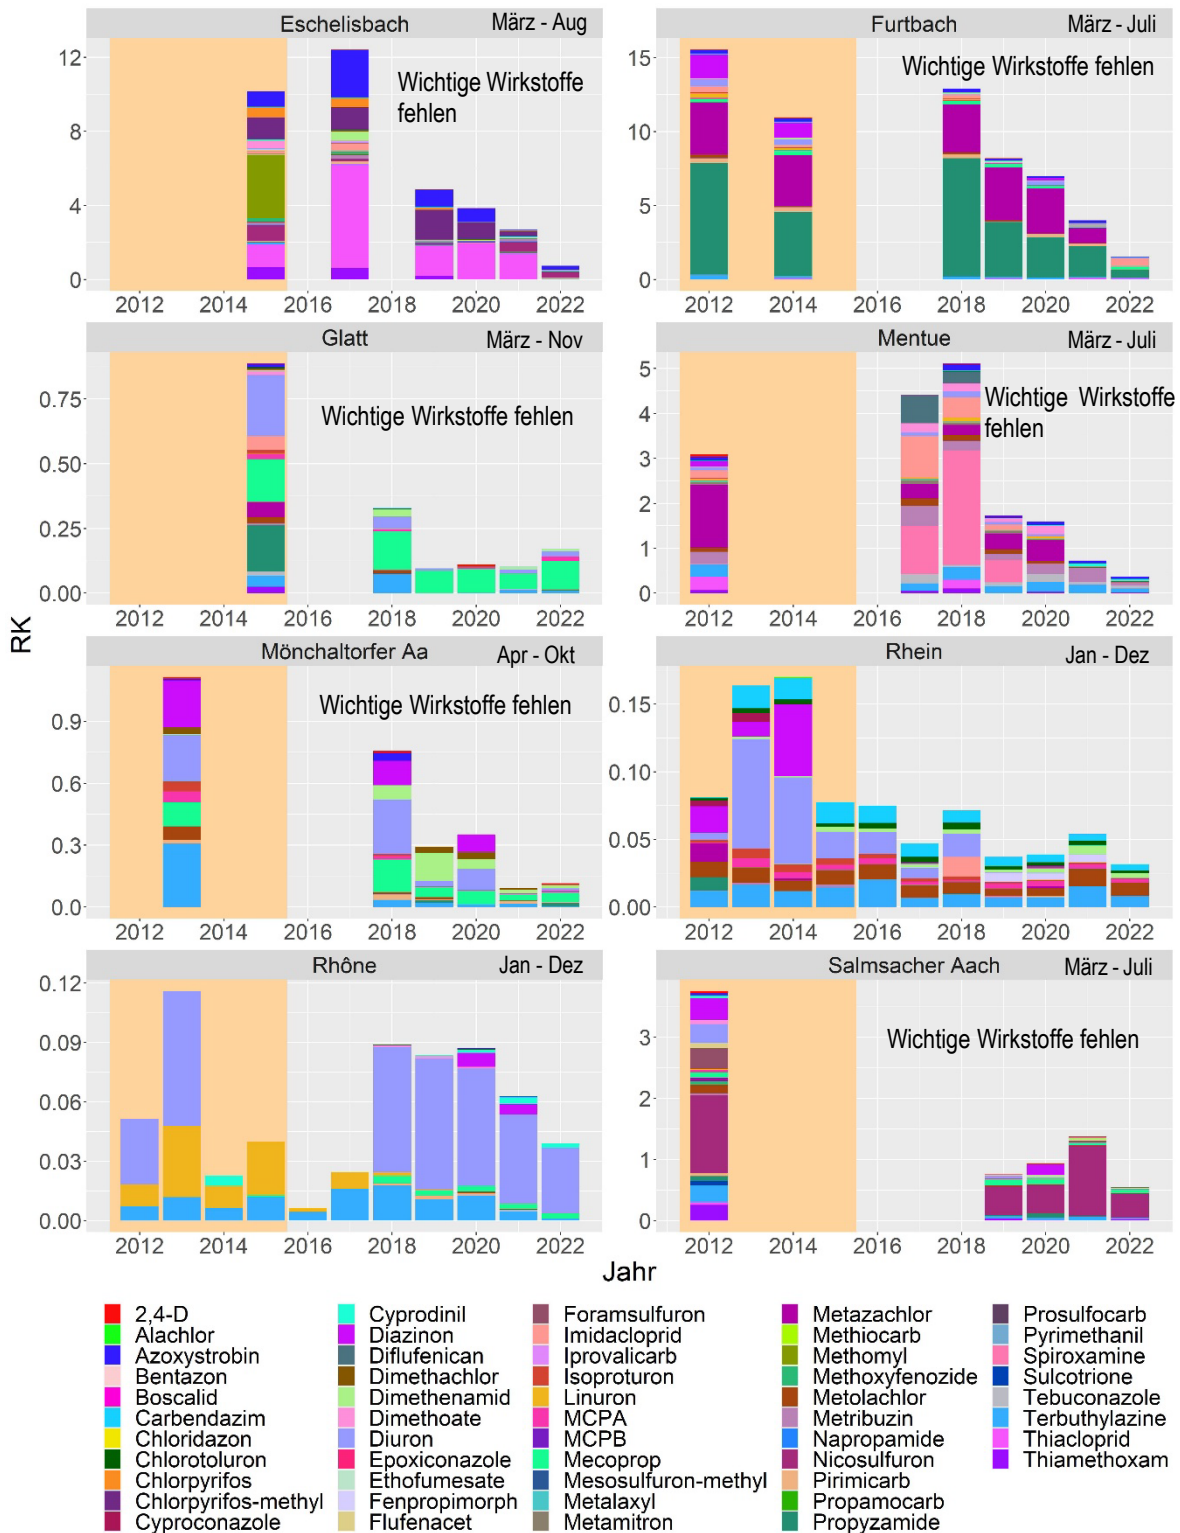 Eschelisbach März - Aug
12
8
4
0
Wichtige Wirkstoffe
fehlen
2012 2014 2016 2018 2020 2022
Furtbach März - Juli
15
10
5
0
Wichtige Wirkstoffe fehlen
2012 2014 2016 2018 2020 2022
Glatt März - Nov
0.75
0.50
0.25
0.00
Wichtige Wirkstoffe fehlen
2012 2014 2016 2018 2020 2022
Mentue März - Juli
5
4
3
2
1
0
Wichtige Wirkstoffe
fehlen
2012 2014 2016 2018 2020 2022
RK
Mönchaltorfer Aa Apr - Okt
0.9
0.6
0.3
0.0
Wichtige Wirkstoffe fehlen
2012 2014 2016 2018 2020 2022
Rhein Jan - Dez
0.15
0.10
0.05
0.00
2012 2014 2016 2018 2020 2022
Rhône Jan - Dez
0.12
0.09
0.06
0.03
0.00
2012 2014 2016 2018 2020 2022
Salmsacher Aach März - Juli
3
2
1
0
Wichtige Wirkstoffe fehlen
2012 2014 2016 2018 2020 2022
Jahr
2,4-D
Alachlor
Azoxystrobin
Bentazon
Boscalid
Carbendazim
Chloridazon
Chlorotoluron
Chlorpyrifos
Chlorpyrifos-methyl
Cyproconazole
Cyprodinil
Diazinon
Diflufenican
Dimethachlor
Dimethenamid
Dimethoate
Diuron
Epoxiconazole
Ethofumesate
Fenpropimorph
Flufenacet
Foramsulfuron
Imidacloprid
Iprovalicarb
Isoproturon
Linuron
MCPA
MCPB
Mecoprop
Mesosulfuron-methyl
Metalaxyl
Metamitron
Metazachlor
Methiocarb
Methomyl
Methoxyfenozide
Metolachlor
Metribuzin
Napropamide
Nicosulfuron
Pirimicarb
Propamocarb
Propyzamide
Prosulfocarb
Pyrimethanil
Spiroxamine
Sulcotrione
Tebuconazole
Terbuthylazine
Thiacloprid
Thiamethoxam